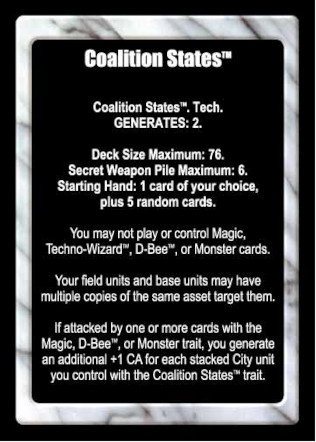 Coalition States™
Coalition States™. Tech.
GENERATES: 2.
Deck Size Maximum: 76.
Secret Weapon Pile Maximum: 6.
Starting Hand: 1 card of your choice,
plus 5 random cards.
You may not play or control Magic,
Techno-Wizard™, D-Bee™, or Monster cards.
Your field units and base units may have
multiple copies of the same asset target them.
If attacked by one or more cards with the
Magic, D-Bee™, or Monster trait, you generate
an additional +1 CA for each stacked City unit
you control with the Coalition States™ trait.